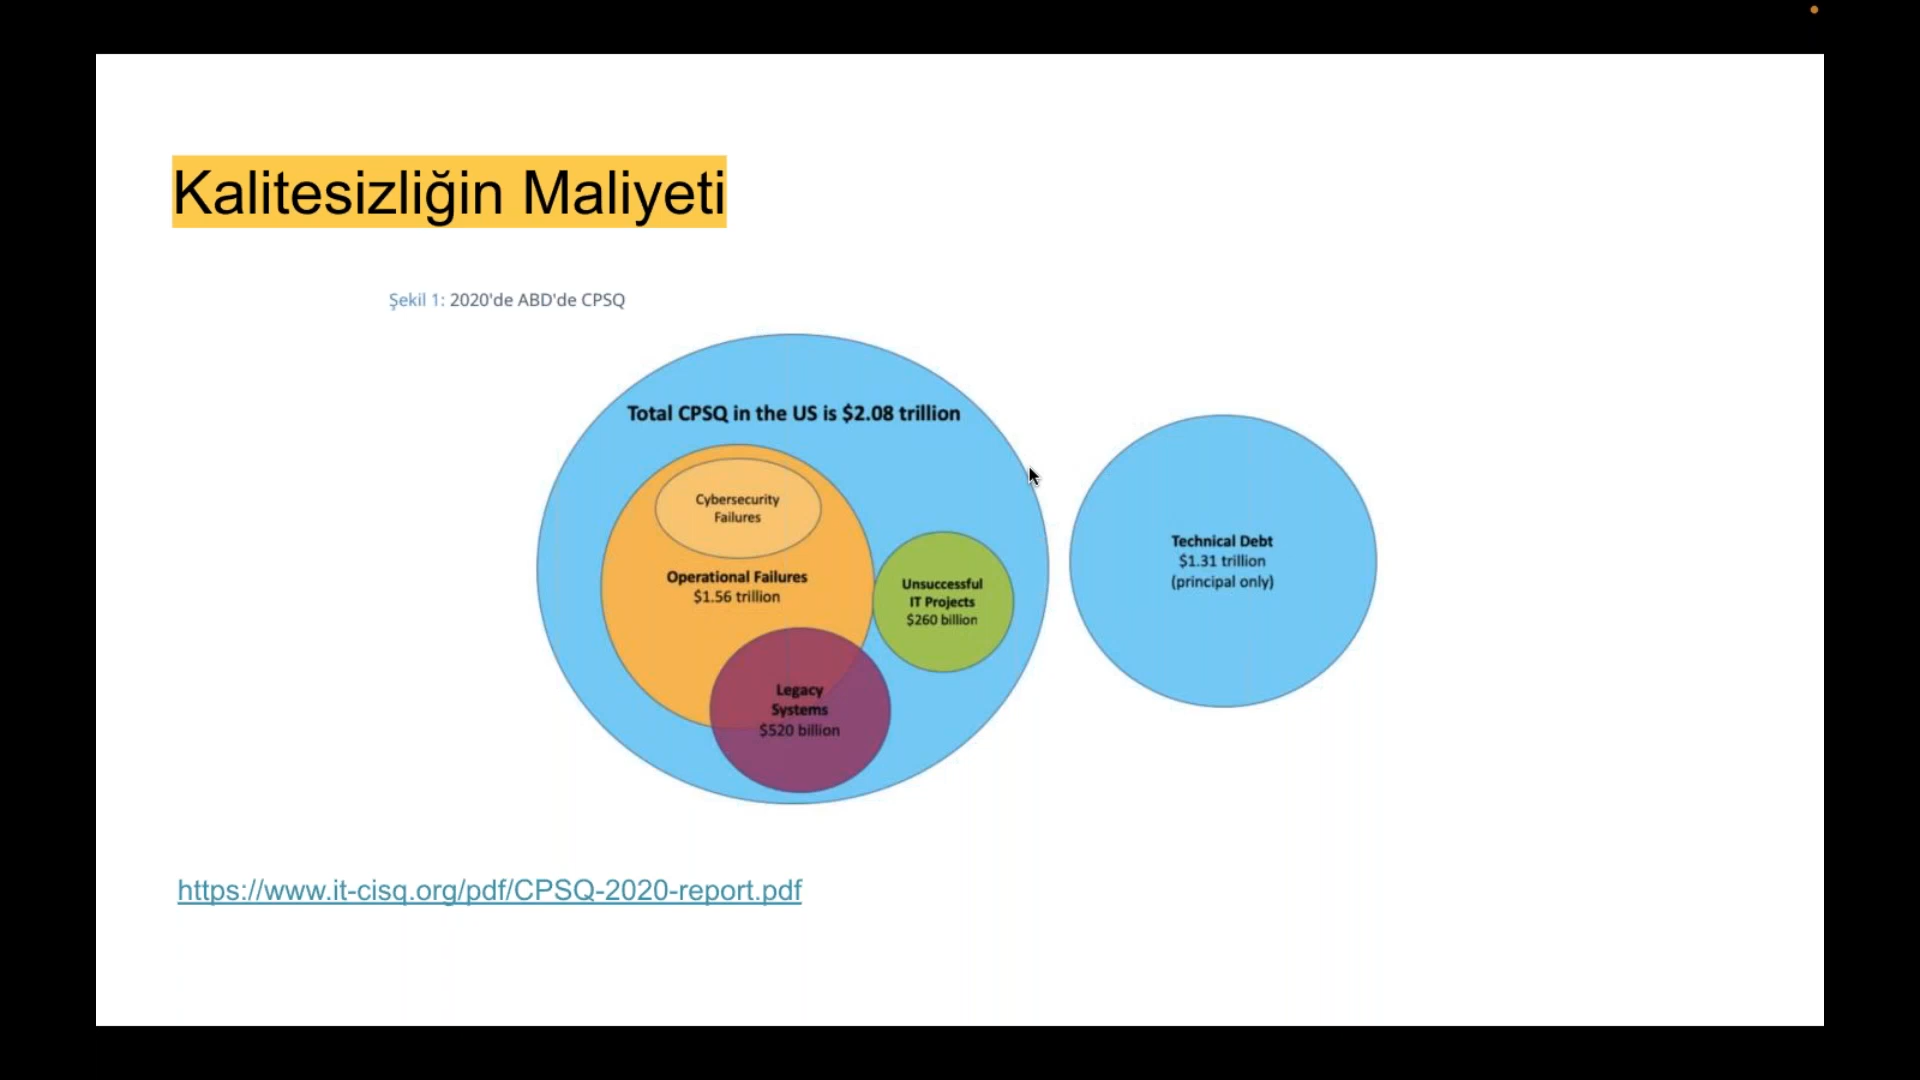 Kalitesizliğin Maliyeti
Şekil 1: 2020'de ABD'de CPSQ
Total CPSQ in the US is $2.08 trillion
Cybersecurity
Failures
Operational Failures
$1.56 trillion
Unsuccessful
IT Projects
$260 billion
Legacy
Systems
$520 billion
Technical Debt
$1.31 trillion
(principal only)
https://www.it-cisq.org/pdf/CPSQ-2020-report.pdf